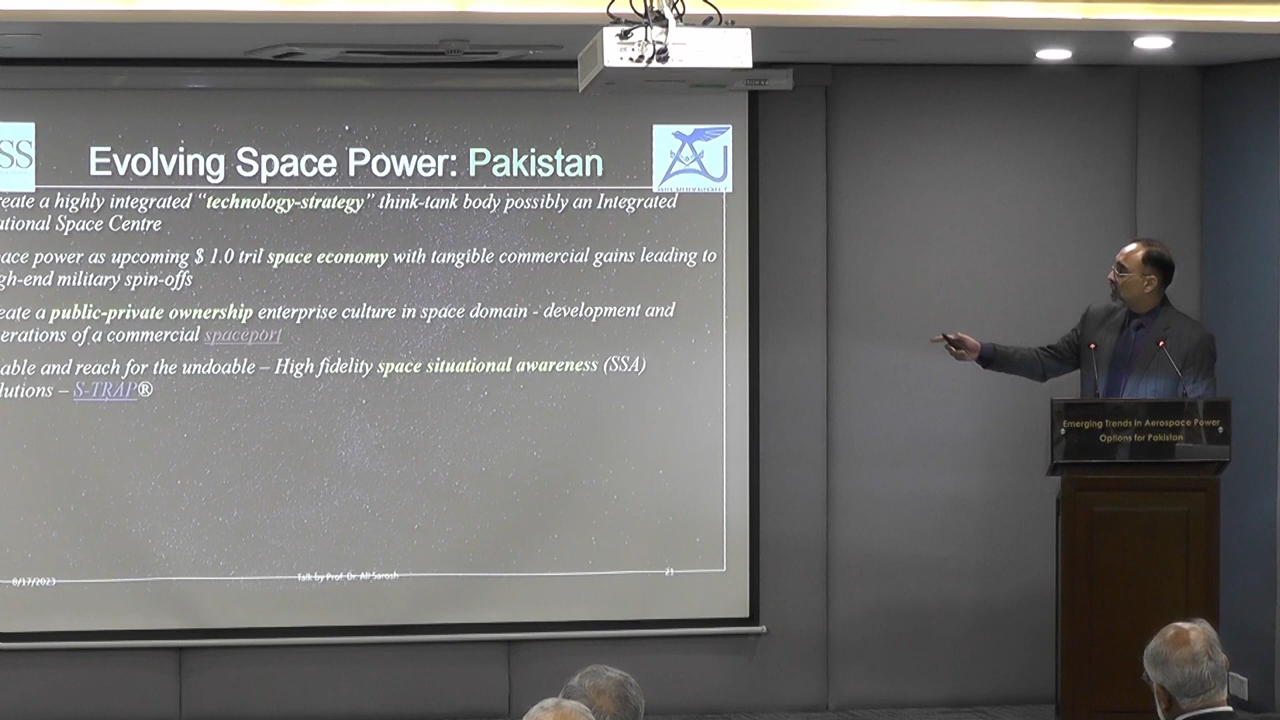 SS
Evolving Space Power: Pakistan
AU
reate a highly integrated “technology-strategy” think-tank body possibly an Integrated
ational Space Centre
pace power as upcoming $ 1.0 tril space economy with tangible commercial gains leading to
gh-end military spin-offs
eate a public-private ownership enterprise culture in space domain - development and
erations of a commercial spaceport
able and reach for the undoable – High fidelity space situational awareness (SSA)
lutions – S-TRAP®
8/17/2023
Talk by Prof. Dr. Ali Sarosh
21
Emerging Trends in Aerospace Power
Options for Pakistan